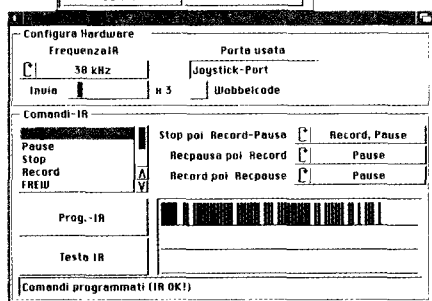 Configura Hardware
FrequenzaIR
Porta usata
38 kHz
Joystick-Port
Invia
x 3
Wobbelcode
Comandi-IR
Pause
Stop
Record
FREIW
Stop poi Record-Pausa
Record, Pause
Recpausa poi Record
Pause
Record poi Recpause
Pause
Prog.-IR
Testa IR
Comandi programmati (IR OK!)